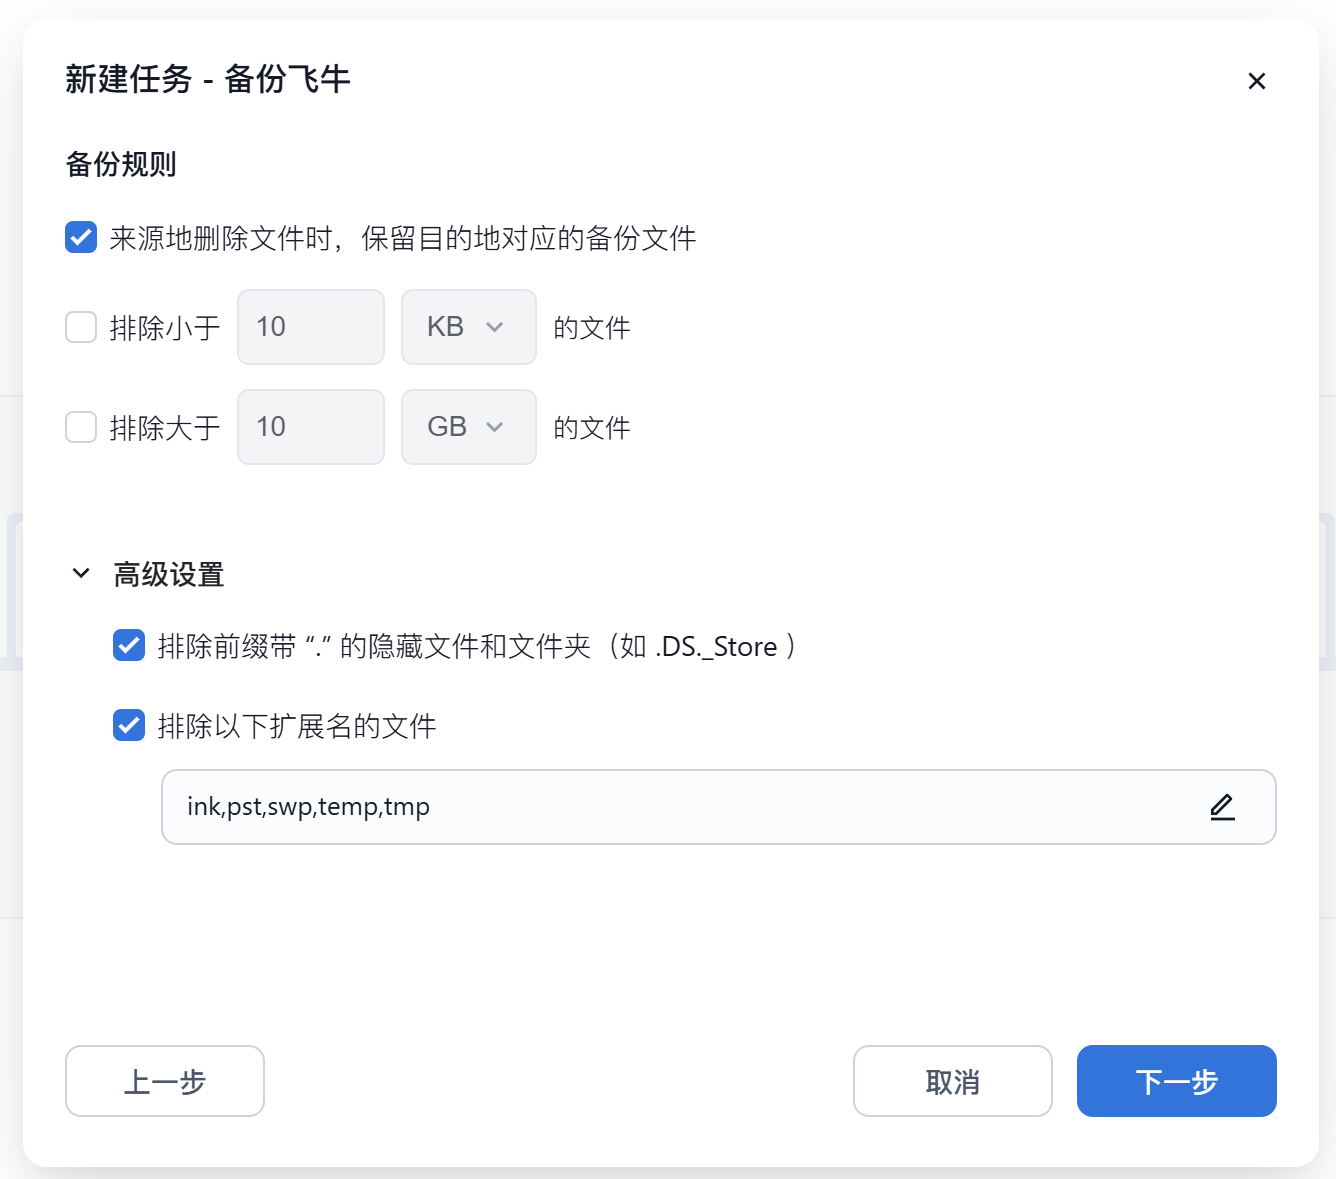 新建任务 - 备份飞牛
备份规则
来源地删除文件时，保留目的地对应的备份文件
排除小于 10 KB 的文件
排除大于 10 GB 的文件
高级设置
排除前缀带 “.” 的隐藏文件和文件夹（如 .DS._Store ）
排除以下扩展名的文件
ink,pst,swp,temp,tmp
上一步 取消 下一步